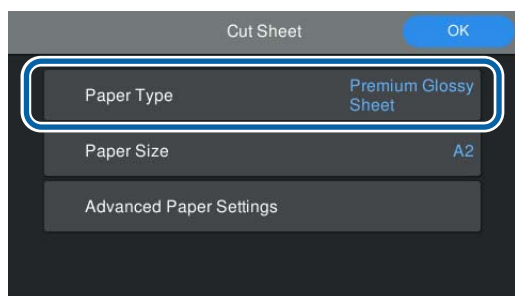 Cut Sheet
OK
Paper Type
Premium Glossy
Sheet
Paper Size
A2
Advanced Paper Settings